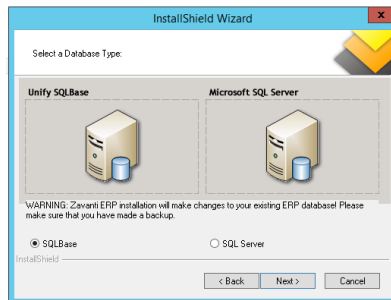 InstallShield Wizard
x
Select a Database Type:
Unify SQLBase
Microsoft SQL Server
WARNING: Zavanti ERP installation will make changes to your existing ERP database! Please
make sure that you have made a backup.
SQLBase
SQL Server
InstallShield
< Back
Next >
Cancel